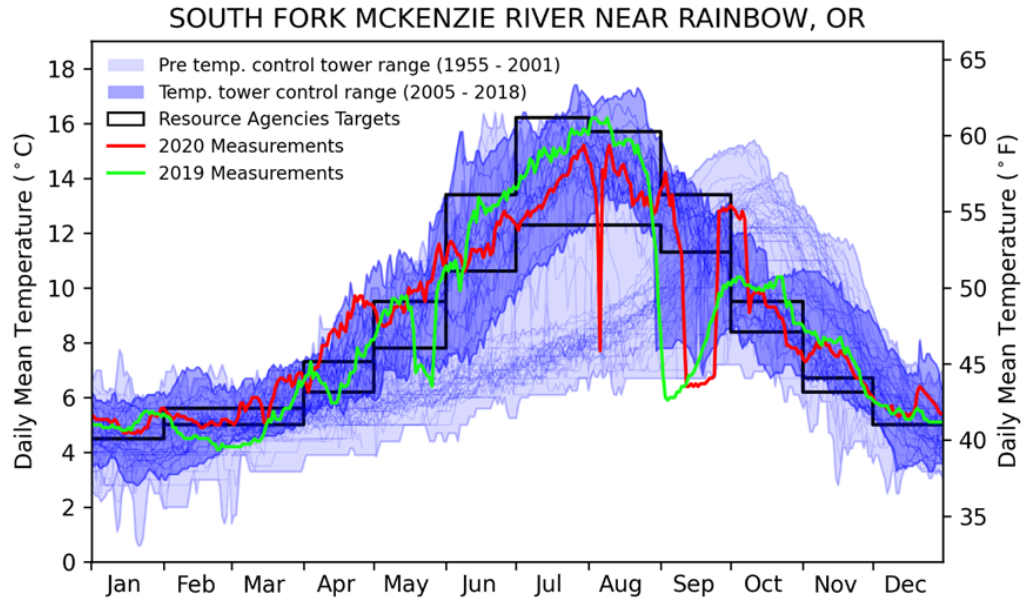 SOUTH FORK MCKENZIE RIVER NEAR RAINBOW, OR
Pre temp. control tower range (1955 - 2001)
Temp. tower control range (2005 - 2018)
Resource Agencies Targets
2020 Measurements
2019 Measurements
Daily Mean Temperature (°C)
18
16
14
12
10
8
6
4
2
0
65
60
55
50
45
40
35
Daily Mean Temperature (°F)
Jan Feb Mar Apr May Jun Jul Aug Sep Oct Nov Dec